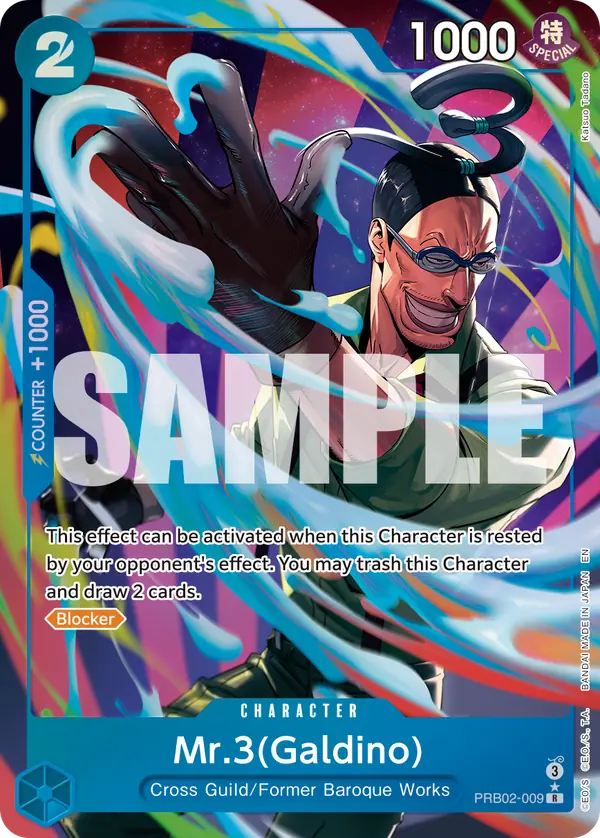 2
1000
特
SPECIAL
Katsuo Tadano
COUNTER +1000
SAMPLE
This effect can be activated when this Character is rested
by your opponent's effect. You may trash this Character
and draw 2 cards.
Blocker
CHARACTER
Mr.3(Galdino)
Cross Guild/Former Baroque Works
3
PRB02-009 R
©E.O/S., T.A. BANDAI MADE IN JAPAN EN